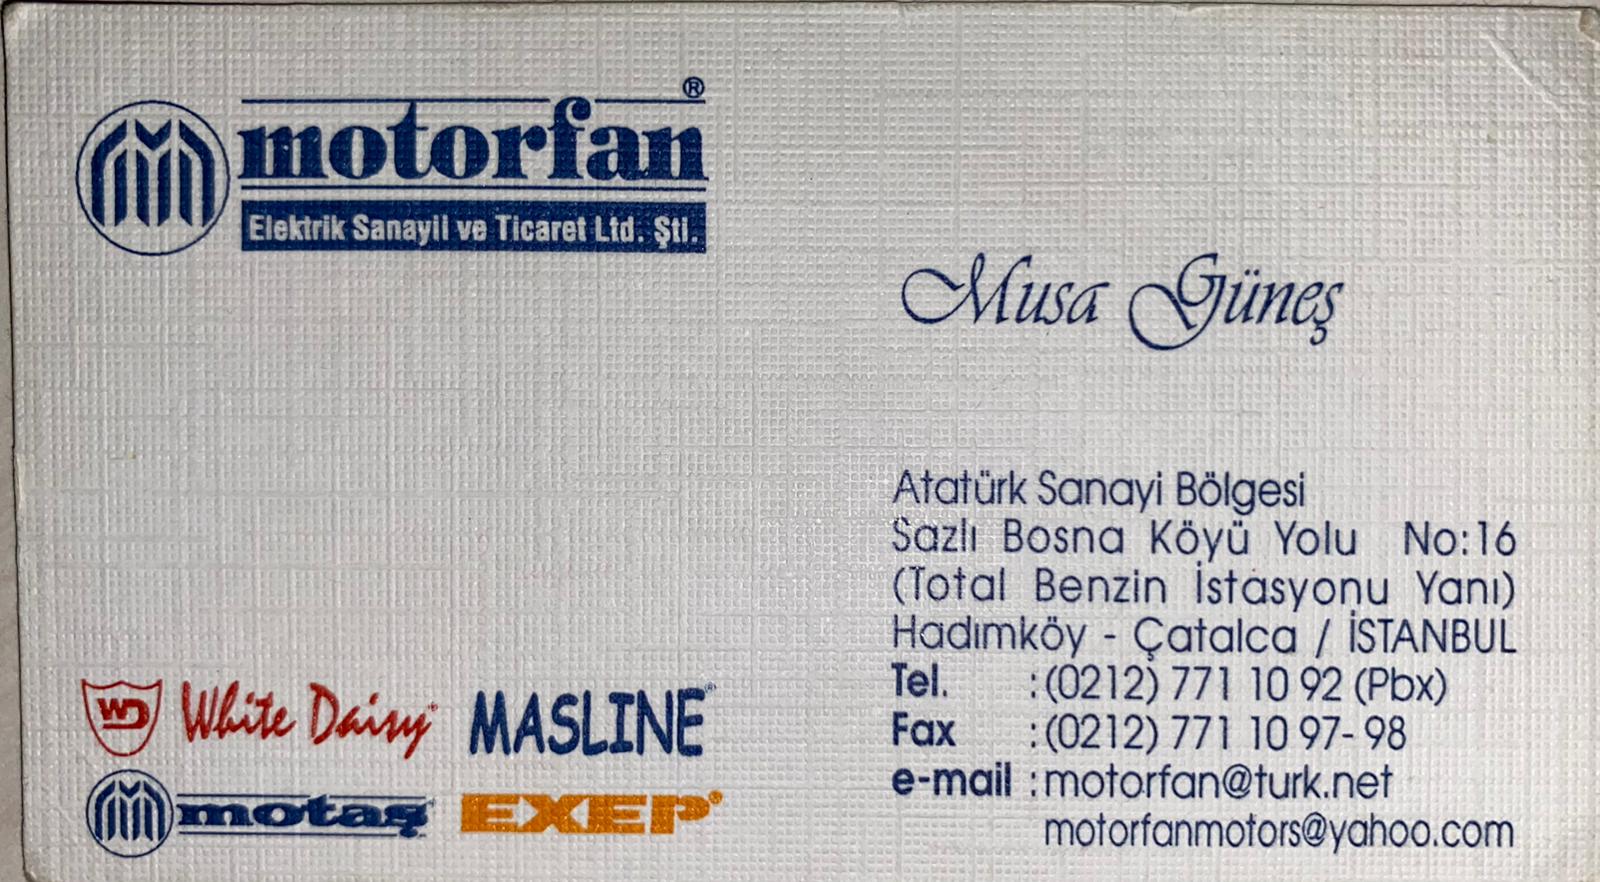 motorfan®
Elektrik Sanayii ve Ticaret Ltd. Şti.
Musa Güneş
Atatürk Sanayi Bölgesi
Sazlı Bosna Köyü Yolu No:16
(Total Benzin İstasyonu Yanı)
Hadımköy - Çatalca / İSTANBUL
Tel. :(0212) 771 10 92 (Pbx)
Fax :(0212) 771 10 97- 98
e-mail :motorfan@turk.net
motorfanmotors@yahoo.com
WD White Daisy® MASLINE®
motaş EXEP®